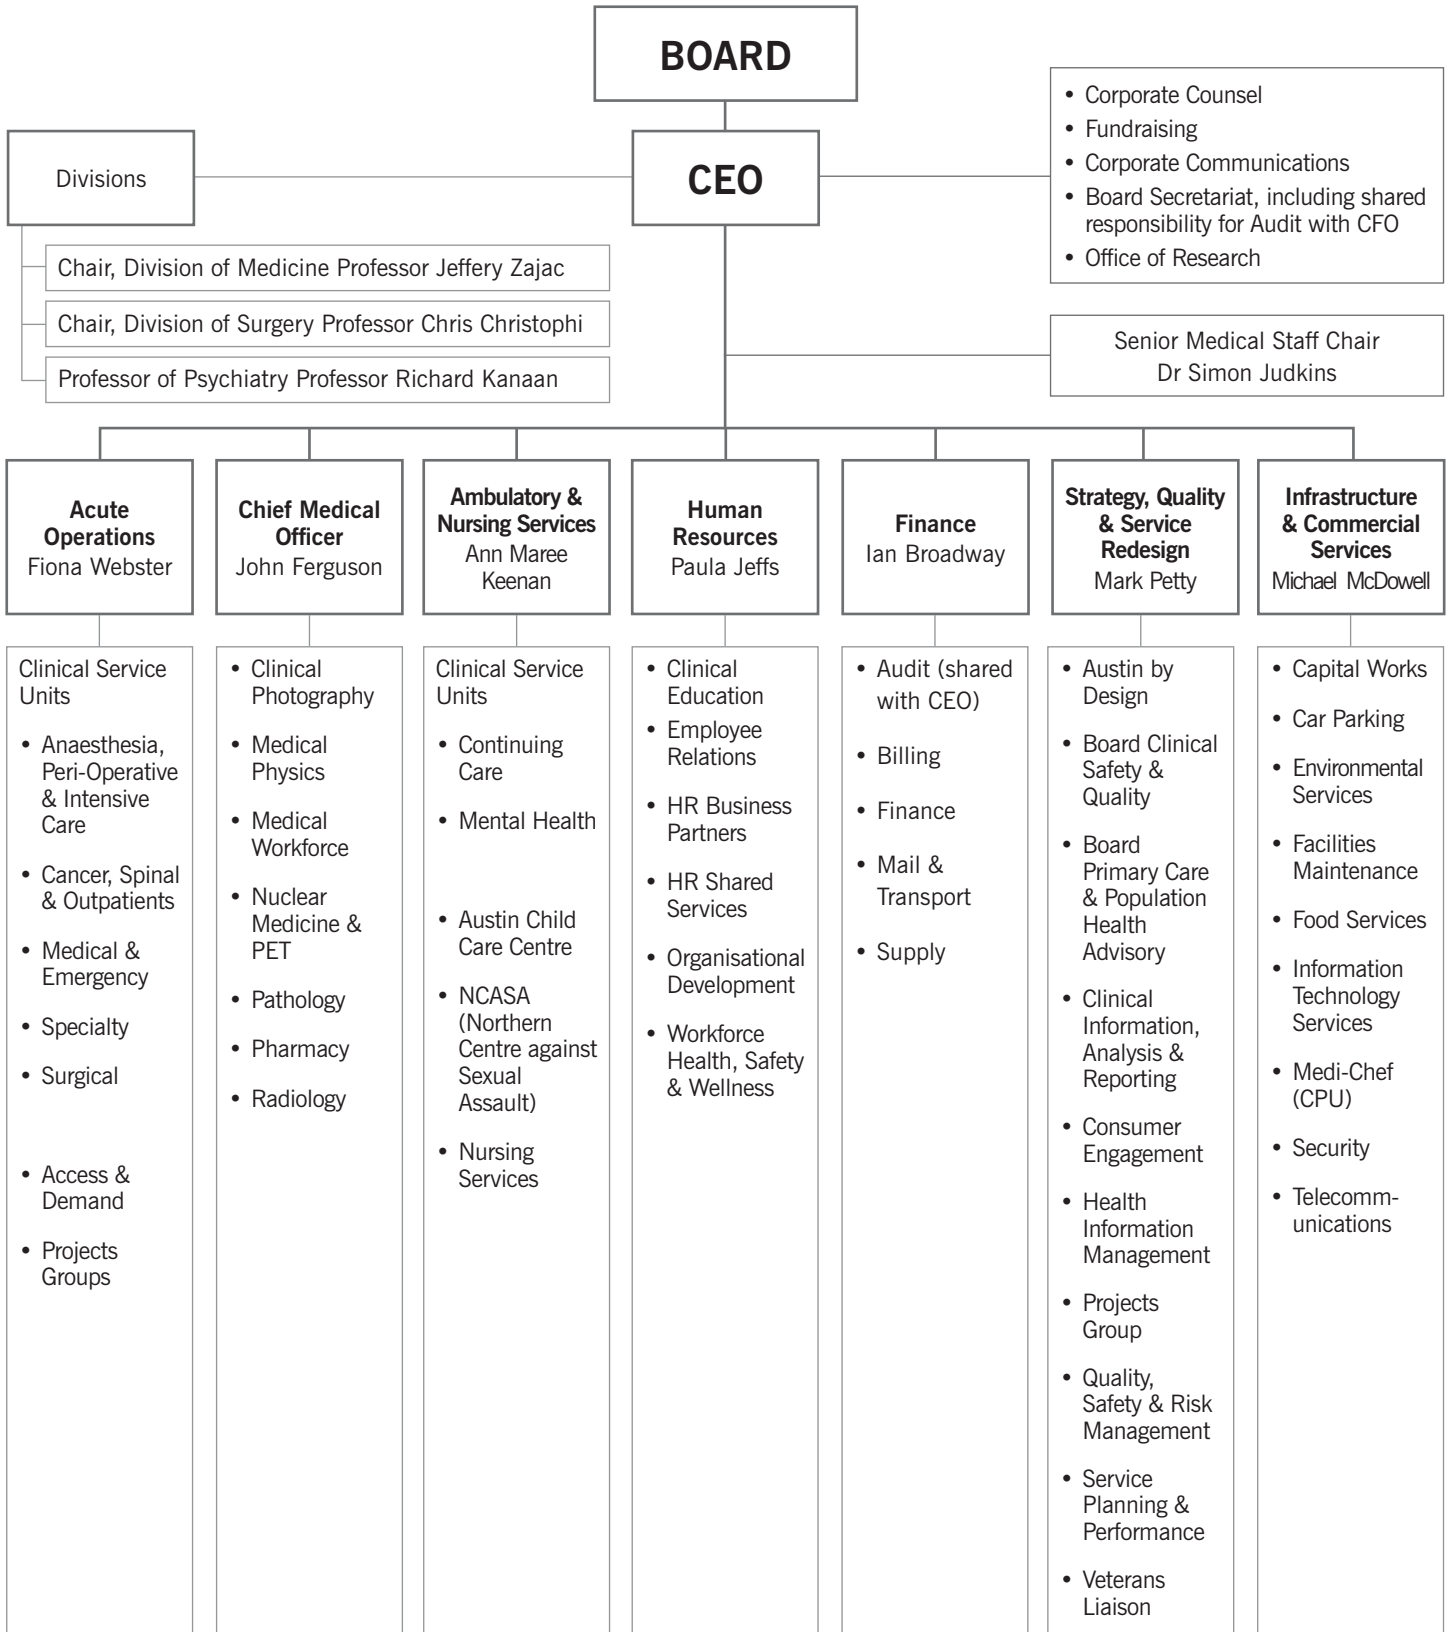 BOARD
CEO
Divisions
Chair, Division of Medicine Professor Jeffery Zajac
Chair, Division of Surgery Professor Chris Christophi
Professor of Psychiatry Professor Richard Kanaan
• Corporate Counsel
• Fundraising
• Corporate Communications
• Board Secretariat, including shared
responsibility for Audit with CFO
• Office of Research
Senior Medical Staff Chair
Dr Simon Judkins
Acute
Operations
Fiona Webster
Clinical Service
Units
• Anaesthesia,
Peri-Operative
& Intensive
Care
• Cancer, Spinal
& Outpatients
• Medical &
Emergency
• Specialty
• Surgical
• Access &
Demand
• Projects
Groups
Chief Medical
Officer
John Ferguson
• Clinical
Photography
• Medical
Physics
• Medical
Workforce
• Nuclear
Medicine &
PET
• Pathology
• Pharmacy
• Radiology
Ambulatory &
Nursing Services
Ann Maree
Keenan
Clinical Service
Units
• Continuing
Care
• Mental Health
• Austin Child
Care Centre
• NCASA
(Northern
Centre against
Sexual
Assault)
• Nursing
Services
Human
Resources
Paula Jeffs
• Clinical
Education
• Employee
Relations
• HR Business
Partners
• HR Shared
Services
• Organisational
Development
• Workforce
Health, Safety
& Wellness
Finance
Ian Broadway
• Audit (shared
with CEO)
• Billing
• Finance
• Mail &
Transport
• Supply
Strategy, Quality
& Service
Redesign
Mark Petty
• Austin by
Design
• Board Clinical
Safety &
Quality
• Board
Primary Care
& Population
Health
Advisory
• Clinical
Information,
Analysis &
Reporting
• Consumer
Engagement
• Health
Information
Management
• Projects
Group
• Quality,
Safety & Risk
Management
• Service
Planning &
Performance
• Veterans
Liaison
Infrastructure
& Commercial
Services
Michael McDowell
• Capital Works
• Car Parking
• Environmental
Services
• Facilities
Maintenance
• Food Services
• Information
Technology
Services
• Medi-Chef
(CPU)
• Security
• Telecomm-
unications